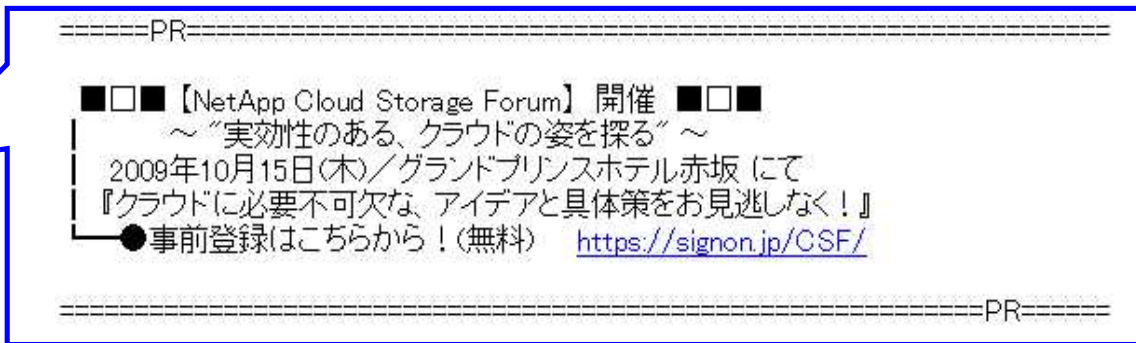 ======PR==============================================================
■□■【NetApp Cloud Storage Forum】 開催 ■□■
┃　　　～ ″実効性のある、クラウドの姿を探る″ ～
┃ 2009年10月15日(木)／グランドプリンスホテル赤坂 にて
┃『クラウドに必要不可欠な、アイデアと具体策をお見逃しなく！』
┗━●事前登録はこちらから！(無料)　https://signon.jp/CSF/
==============================================================PR======